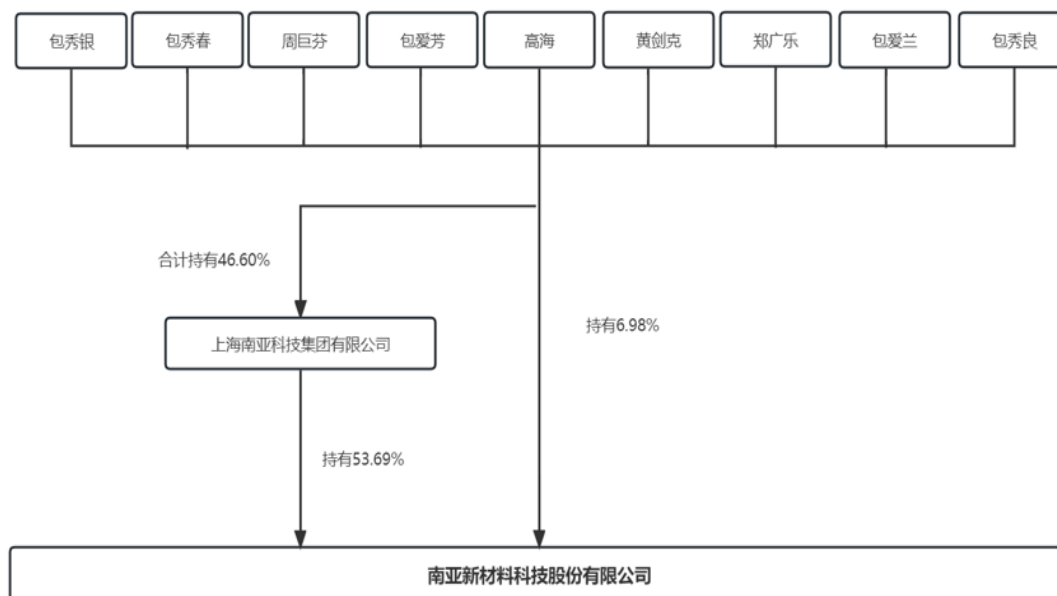 包秀银
包秀春
周巨芬
包爱芳
高海
黄剑克
郑广乐
包爱兰
包秀良
合计持有46.60%
持有6.98%
上海南亚科技集团有限公司
持有53.69%
南亚新材料科技股份有限公司